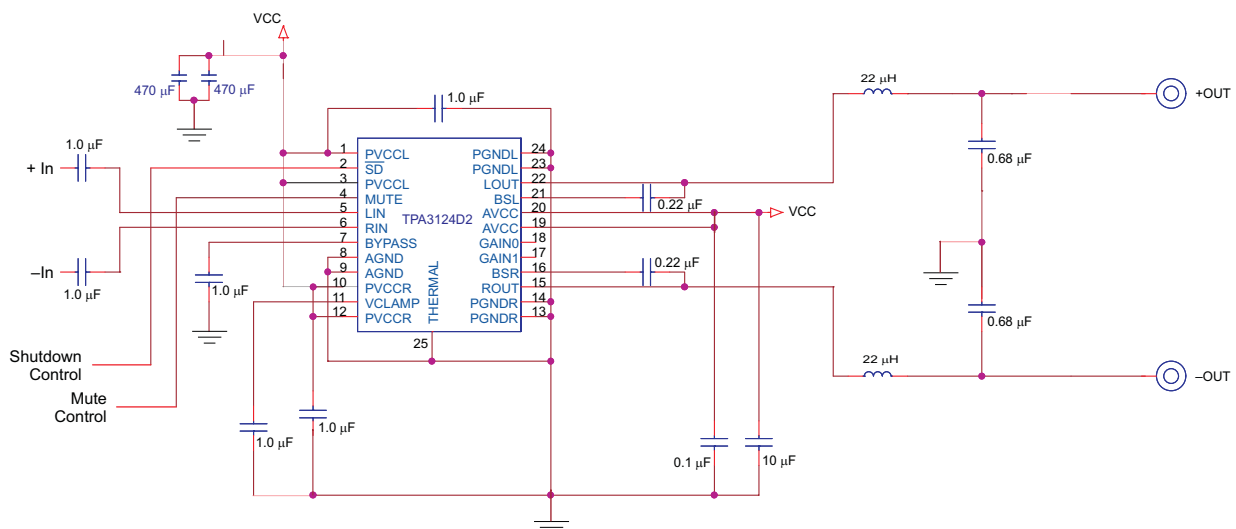 VCC
470 μF
470 μF
1.0 μF
22 μH
+OUT
1.0 μF
+ In
0.68 μF
1 PVCCL
2 SD
3 PVCCL
4 MUTE
5 LIN
6 RIN
7 BYPASS
8 AGND
9 AGND
10 PVCCR
11 VCLAMP
12 PVCCR
TPA3124D2
THERMAL
25
PGNDL 24
PGNDL 23
LOUT 22
BSL 21
AVCC 20
AVCC 19
GAIN0 18
GAIN1 17
BSR 16
ROUT 15
PGNDR 14
PGNDR 13
0.22 μF
VCC
0.22 μF
–In
1.0 μF
1.0 μF
0.68 μF
Shutdown
Control
Mute
Control
22 μH
–OUT
1.0 μF
1.0 μF
0.1 μF
10 μF